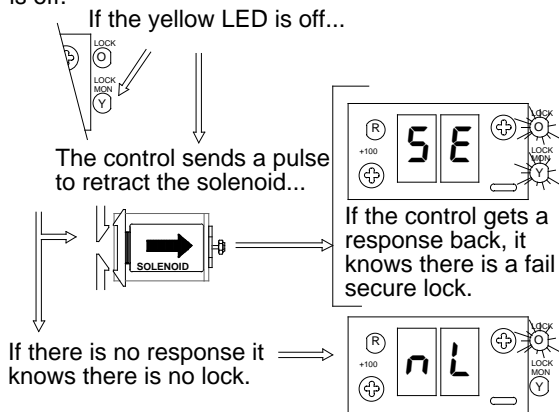 is off.
If the yellow LED is off...
LOCK
O
LOCK
MON
Y
The control sends a pulse
to retract the solenoid...
SOLENOID
R
+100
SE
LOCK
O
LOCK
MON
Y
If the control gets a
response back, it
knows there is a fail
secure lock.
If there is no response it
knows there is no lock.
R
+100
nL
LOCK
O
LOCK
MON
Y